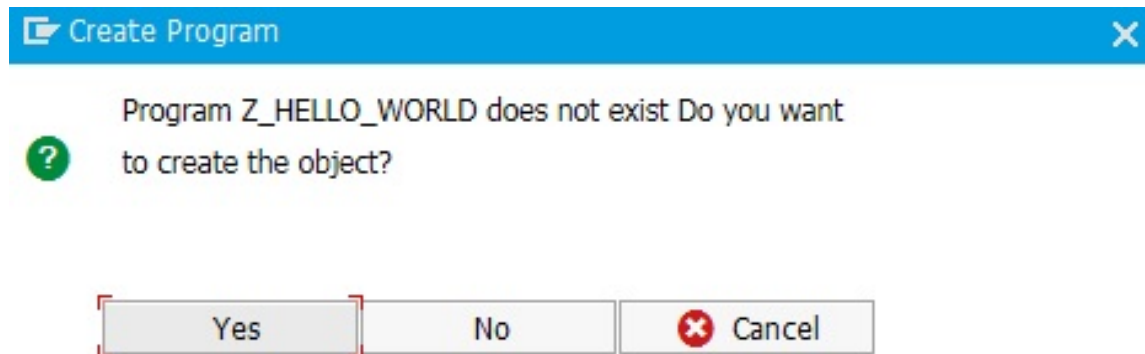 Create Program
Program Z_HELLO_WORLD does not exist Do you want
to create the object?
Yes No Cancel